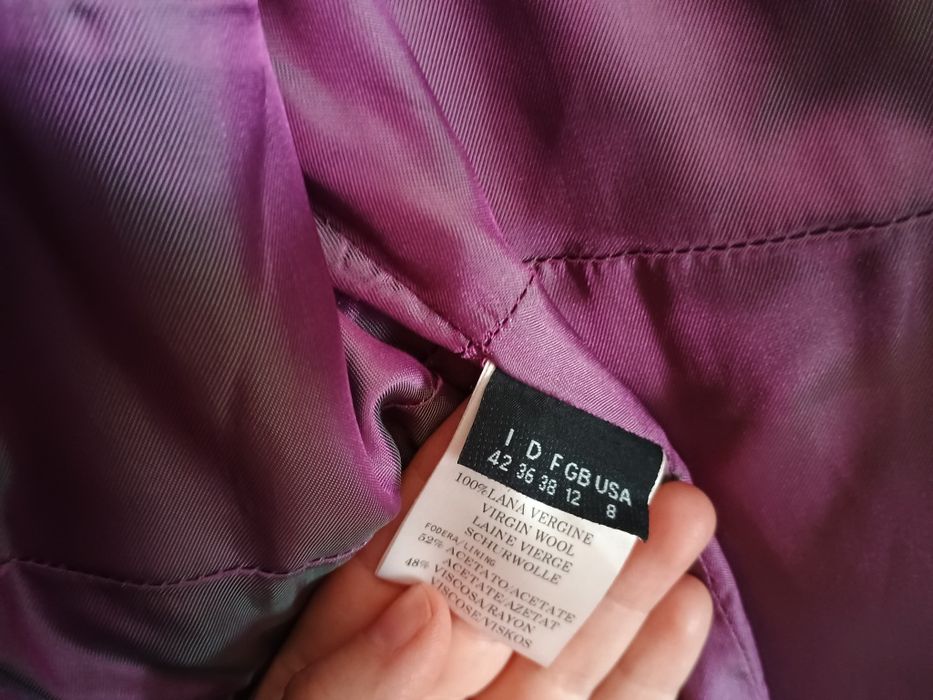 I D F GB USA
42 36 38 12 8
100% LANA VERGINE
VIRGIN WOOL
LAINE VIERGE
SCHURWOLLE
FODERA/LINING
52% ACETATO/ACETATE
ACETATE/AZETAT
48% VISCOSA/RAYON
VISCOSE/VISKOS